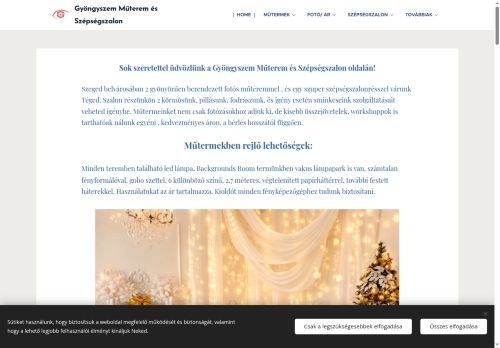 Gyöngyszem Műterem és
Szépségszalon
| HOME | MŰTERMEK | FOTÓ/ ÁR | SZÉPSÉGSZALON | TOVÁBBIAK
Sok szeretettel üdvözlünk a Gyöngyszem Műterem és Szépségszalon oldalán!
Szeged belvárosában 2 gyönyörűen berendezett fotós műteremmel , és egy szuper szépségszalonrésszel várunk
Téged. Szalon részünkön 2 körmösünk, pillásunk, fodrászunk, és igény esetén sminkeseink szolgáltatásait
veheted igénybe. Műtermeinket nem csak fotózásokhoz adjuk ki, de kisebb összejövetelek, workshoppok is
tarthatóak nálunk egyéni , kedvezményes áron, a bérlés hosszától függően.
Műtermekben rejlő lehetőségek:
Minden teremben található led lámpa, Backgrounds Room termünkben vakus lámpapark is van, számtalan
fényformálóval, gobo szettel, 6 különböző színű, 2,7 méteres, végtelenített papírháttérrel, további festett
háterekkel. Használatukat az ár tartalmazza. Kioldót minden fényképezőgéphez tudunk biztosítani.
Sütiket használunk, hogy biztosítsuk a weboldal megfelelő működését és biztonságát, valamint
hogy a lehető legjobb felhasználói élményt kínáljuk Neked.
Csak a legszükségesebbek elfogadása
Összes elfogadása